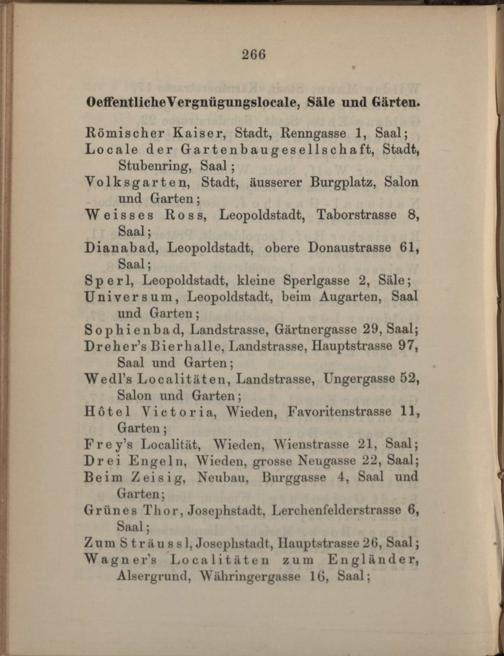 266
Oeffentliche Vergnügungslocale, Säle und Gärten.
Römischer Kaiser, Stadt, Renngasse 1, Saal;
Locale der Gartenbaugesellschaft, Stadt,
Stubenring, Saal;
Volksgarten, Stadt, äusserer Burgplatz, Salon
und Garten;
Weisses Ross, Leopoldstadt, Taborstrasse 8,
Saal;
Dianabad, Leopoldstadt, obere Donaustrasse 61,
Saal;
Sperl, Leopoldstadt, kleine Sperlgasse 2, Säle;
Universum, Leopoldstadt, beim Augarten, Saal
und Garten;
Sophienbad, Landstrasse, Gärtnergasse 29, Saal;
Dreher's Bierhalle, Landstrasse, Hauptstrasse 97,
Saal und Garten;
Wedl's Localitäten, Landstrasse, Ungergasse 52,
Salon und Garten;
Hôtel Victoria, Wieden, Favoritenstrasse 11,
Garten;
Frey's Localität, Wieden, Wienstrasse 21, Saal;
Drei Engeln, Wieden, grosse Neugasse 22, Saal;
Beim Zeisig, Neubau, Burggasse 4, Saal und
Garten;
Grünes Thor, Josephstadt, Lerchenfelderstrasse 6,
Saal;
Zum Sträussl, Josephstadt, Hauptstrasse 26, Saal;
Wagner's Localitäten zum Engländer,
Alsergrund, Währingergasse 16, Saal;